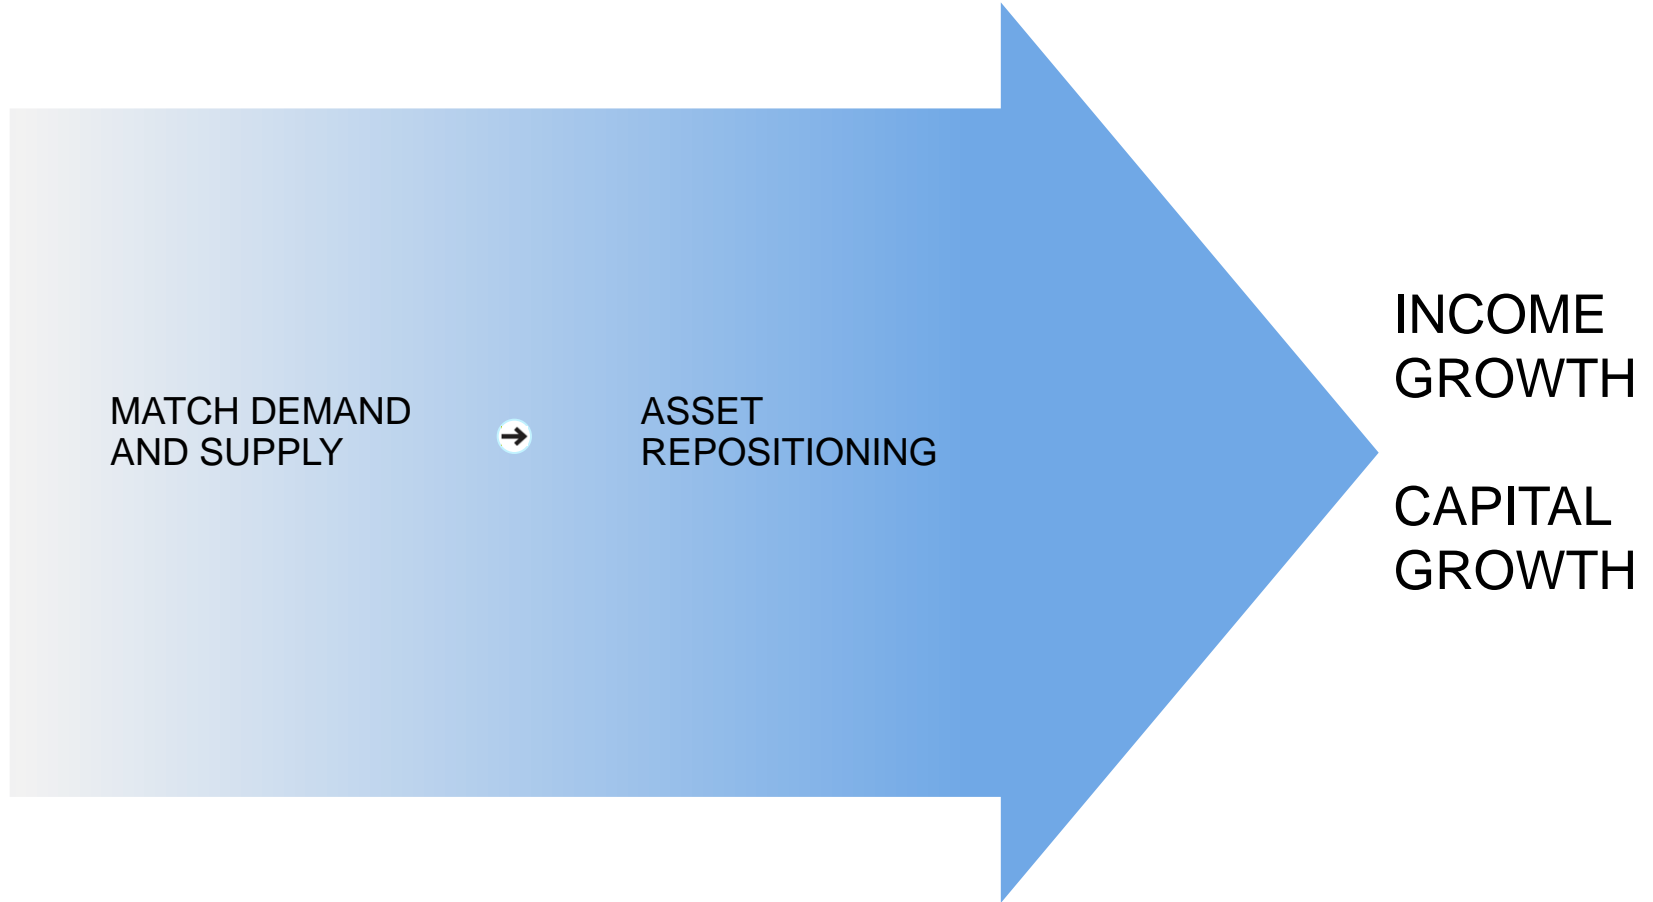 MATCH DEMAND
AND SUPPLY
ASSET
REPOSITIONING
INCOME
GROWTH
CAPITAL
GROWTH